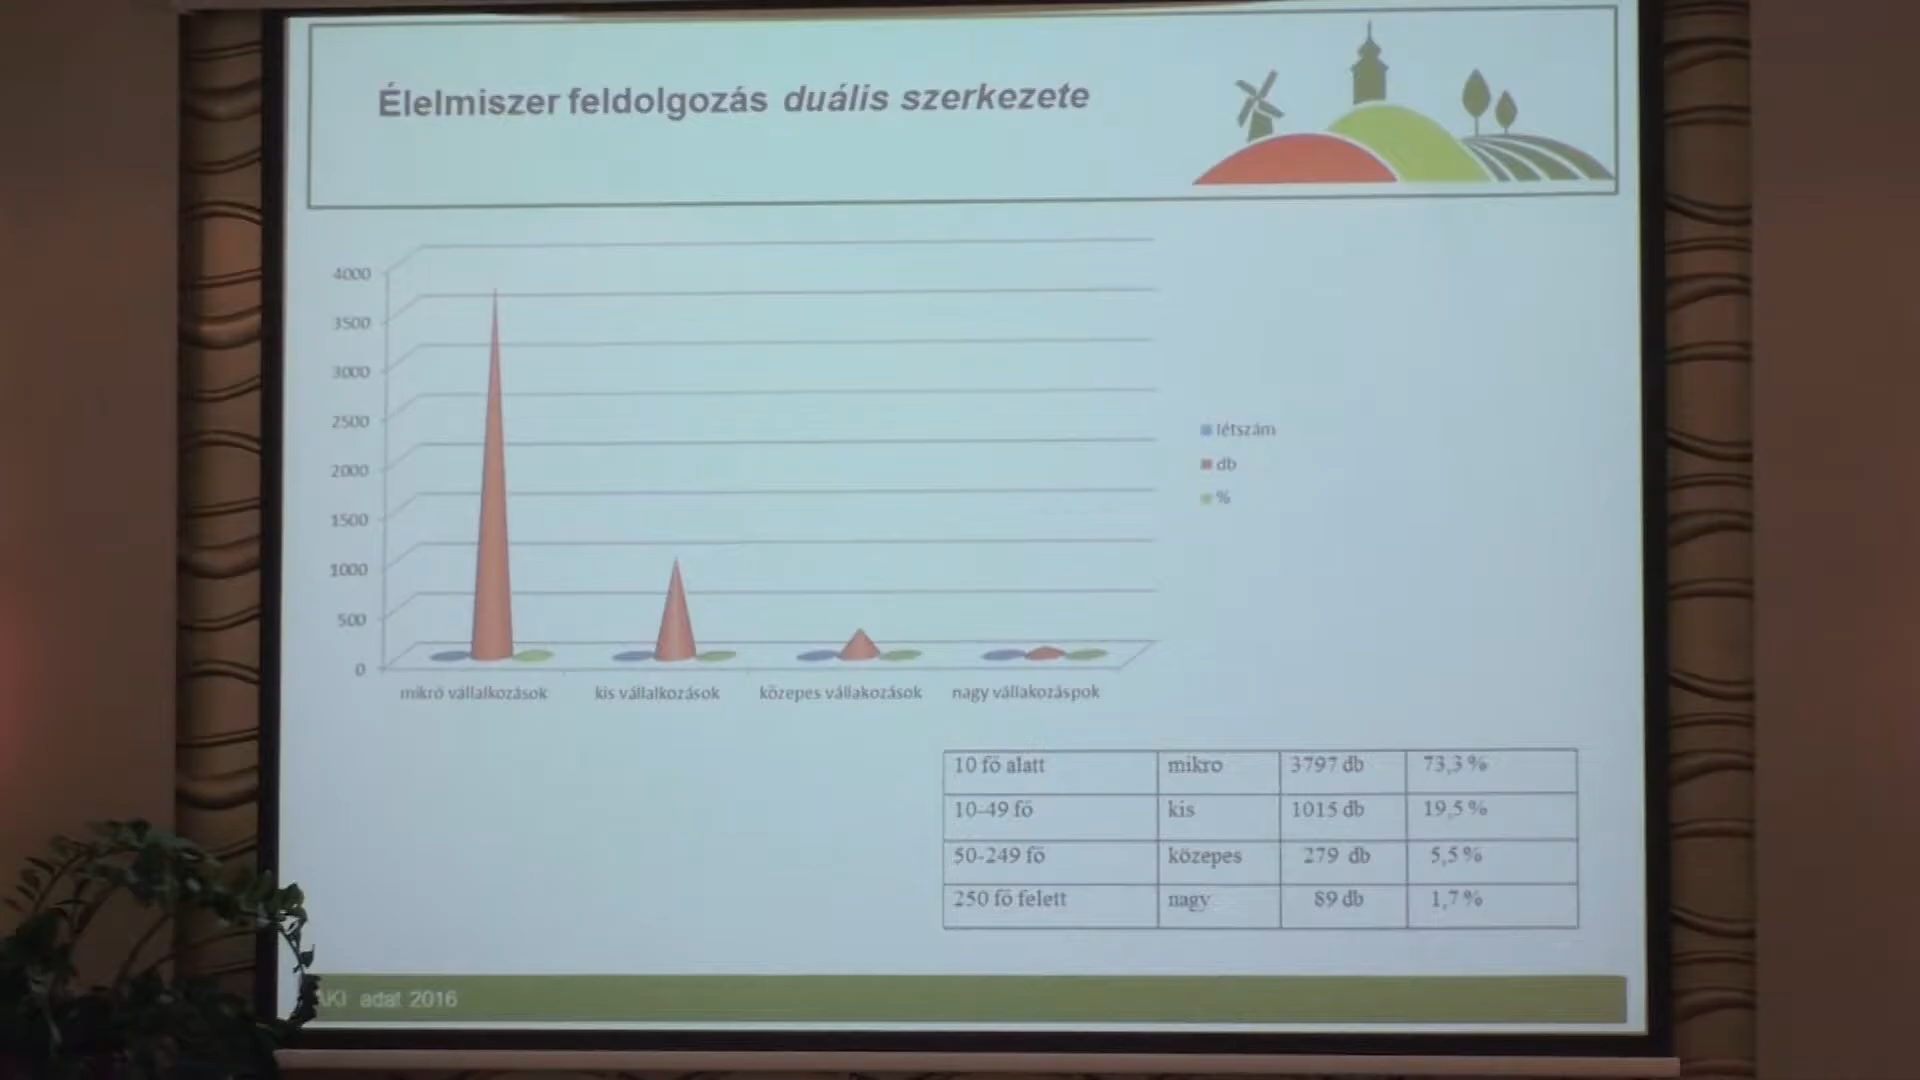 Élelmiszer feldolgozás duális szerkezete
4000
3500
3000
2500
2000
1500
1000
500
0
mikró vállalkozások kis vállalkozások közepes vállakozások nagy vállakozáspok
létszám
db
%
10 fő alatt mikro 3797 db 73,3 %
10-49 fő kis 1015 db 19,5 %
50-249 fő közepes 279 db 5,5 %
250 fő felett nagy 89 db 1,7 %
AKI adat 2016